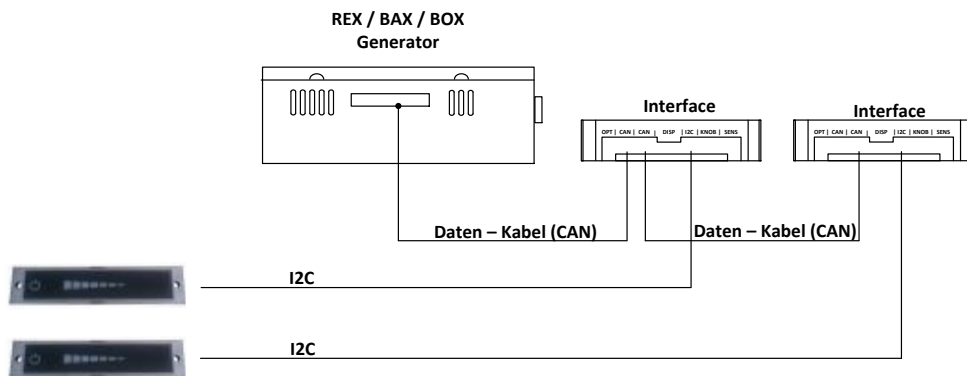 REX / BAX / BOX
Generator
Interface
Interface
OPT | CAN | CAN | DISP | I2C | KNOB | SENS
OPT | CAN | CAN | DISP | I2C | KNOB | SENS
Daten – Kabel (CAN)
Daten – Kabel (CAN)
I2C
I2C